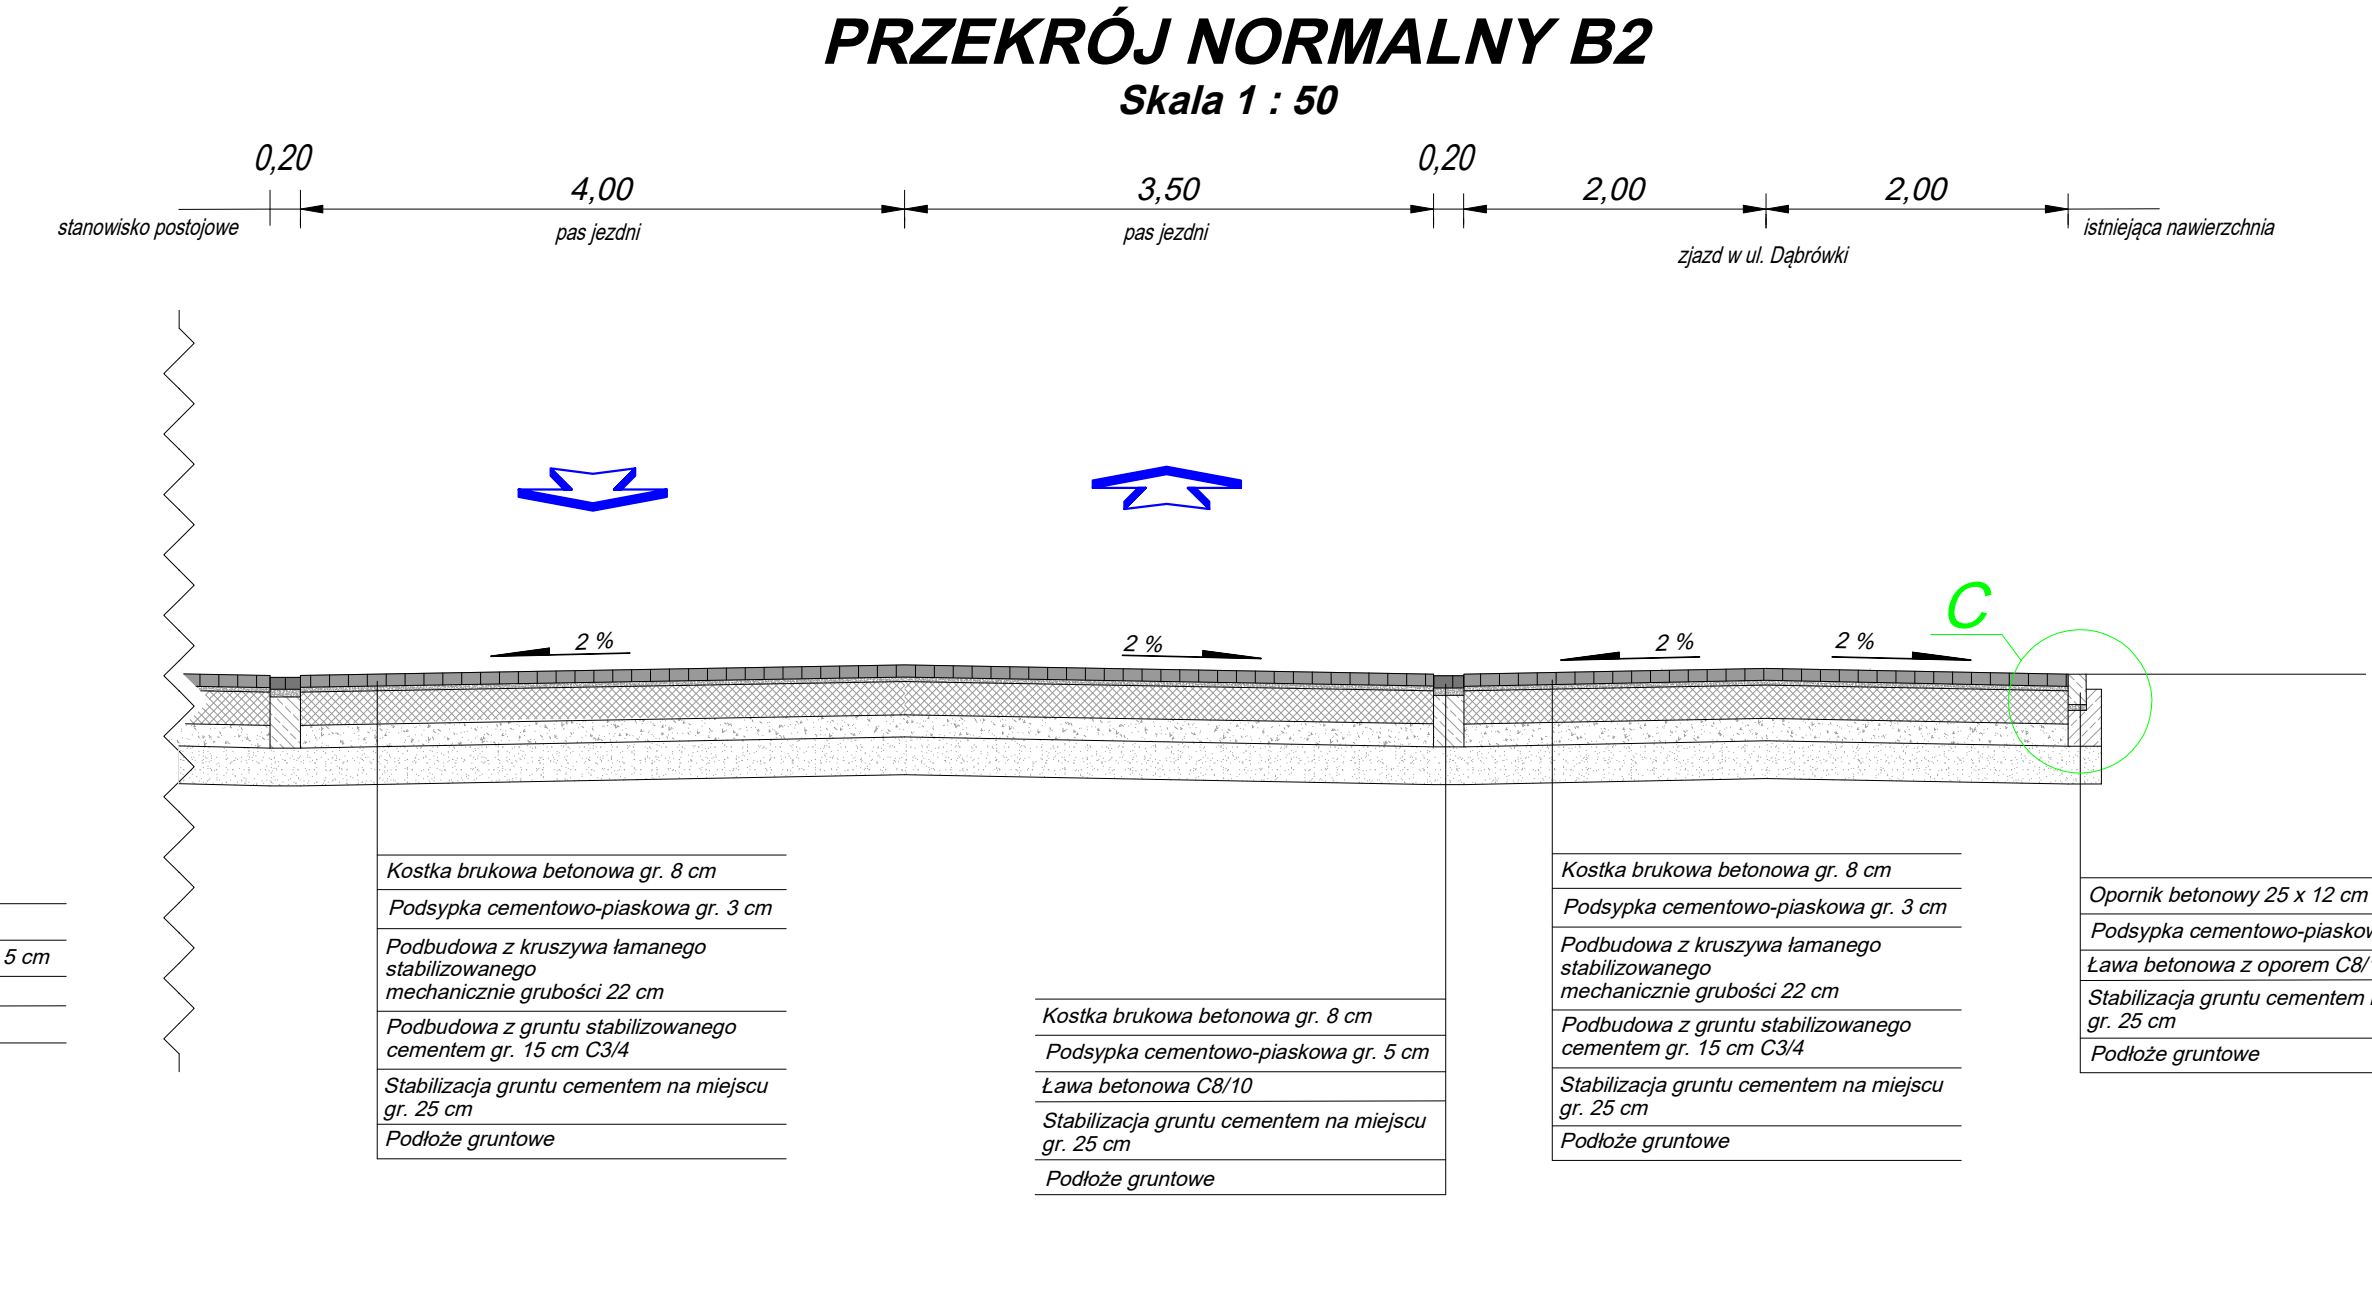 PRZEKRÓJ NORMALNY B2
Skala 1 : 50
0,20
4,00
3,50
0,20
2,00
2,00
stanowisko postojowe
pas jezdni
pas jezdni
zjazd w ul. Dąbrówki
istniejąca nawierzchnia
C
2 %
2 %
2 %
2 %
5 cm
Kostka brukowa betonowa gr. 8 cm
Podsypka cementowo-piaskowa gr. 3 cm
Podbudowa z kruszywa łamanego
stabilizowanego
mechanicznie grubości 22 cm
Podbudowa z gruntu stabilizowanego
cementem gr. 15 cm C3/4
Stabilizacja gruntu cementem na miejscu
gr. 25 cm
Podłoże gruntowe
Kostka brukowa betonowa gr. 8 cm
Podsypka cementowo-piaskowa gr. 5 cm
Ława betonowa C8/10
Stabilizacja gruntu cementem na miejscu
gr. 25 cm
Podłoże gruntowe
Kostka brukowa betonowa gr. 8 cm
Podsypka cementowo-piaskowa gr. 3 cm
Podbudowa z kruszywa łamanego
stabilizowanego
mechanicznie grubości 22 cm
Podbudowa z gruntu stabilizowanego
cementem gr. 15 cm C3/4
Stabilizacja gruntu cementem na miejscu
gr. 25 cm
Podłoże gruntowe
Opornik betonowy 25 x 12 cm
Podsypka
Ława betonowa z oporem
Stabilizacja gruntu cementem
gr. 25 cm
Podłoże gruntowe